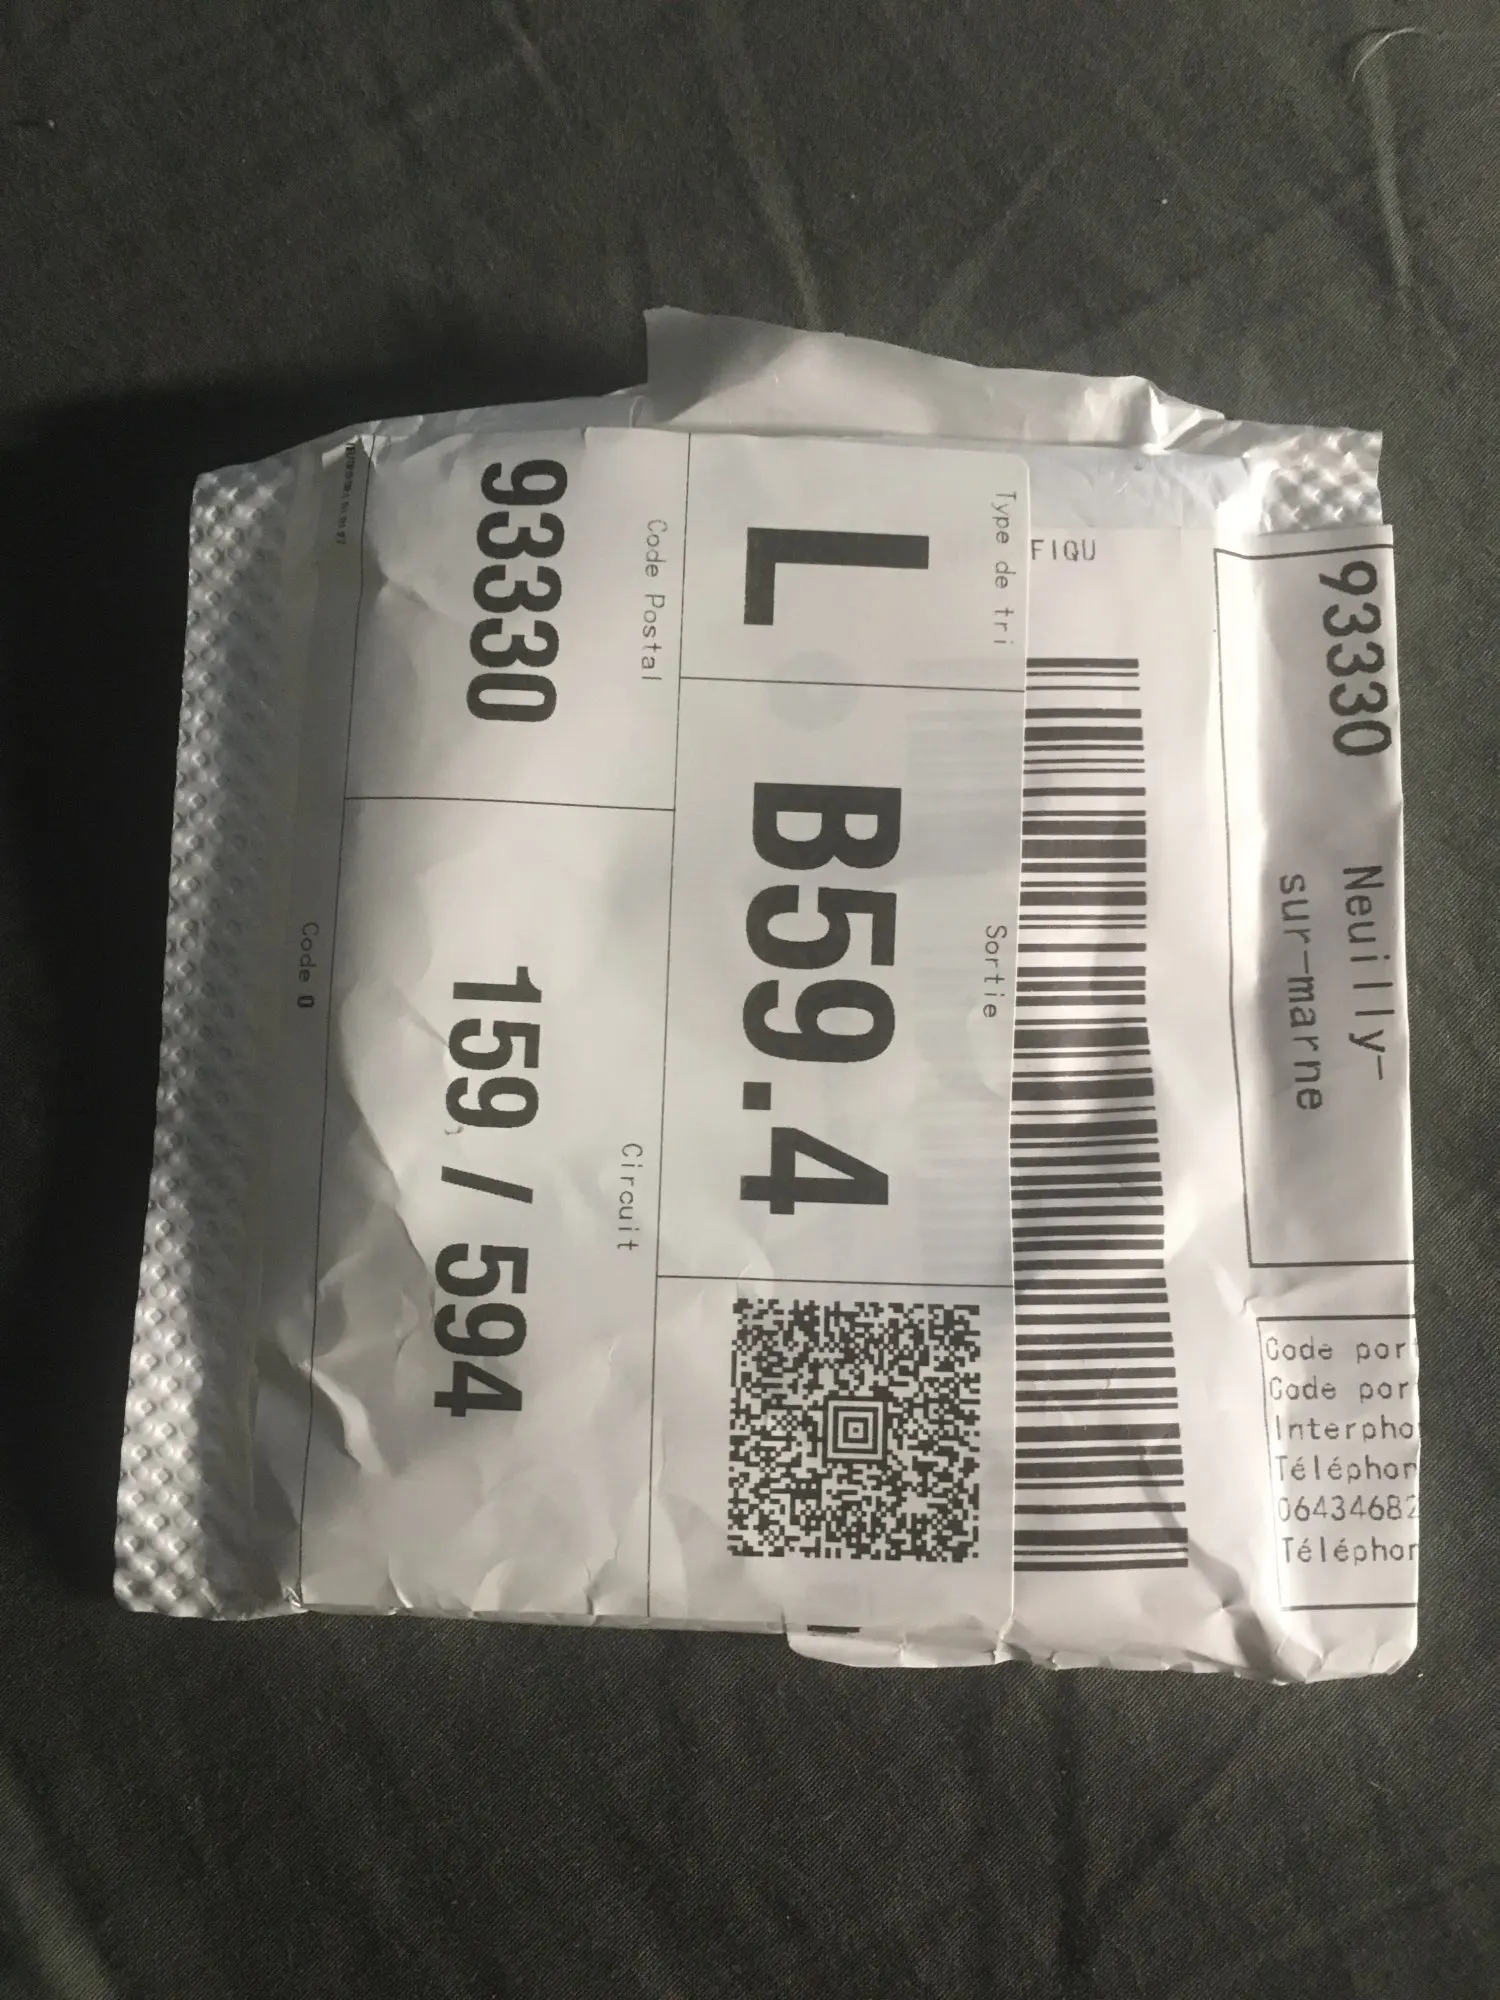 93330 Neuilly-
sur-marne
Code por
Code por
Interpho
Téléphon
06434682
Téléphon
FIQU
Type de tri
L
Sortie
B59.4
Code Postal
93330
Circuit
159 / 594
Code 0